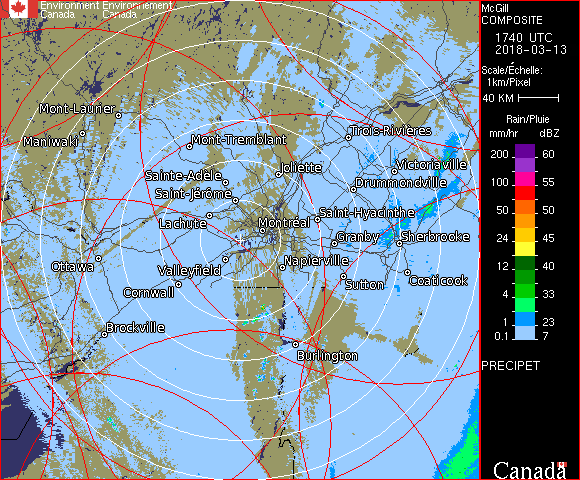 Environment Environnement
Canada Canada
McGill
COMPOSITE
1740 UTC
2018-03-13
Scale/Échelle:
1km/Pixel
40 KM
Rain/Pluie
mm/hr dBZ
200 60
100 55
50 50
24 45
12 40
4 33
1 23
0.1 7
PRECIPET
Canada
Mont-Laurier
Maniwaki
Mont-Tremblant
Trois-Rivières
Joliette
Victoriaville
Sainte-Adele
Drummondville
Saint-Jérôme
Saint-Hyacinthe
Lachute
Montréal
Granby
Sherbrooke
Ottawa
Valleyfield
Napierville
Coaticook
Cornwall
Sutton
Brockville
Burlington